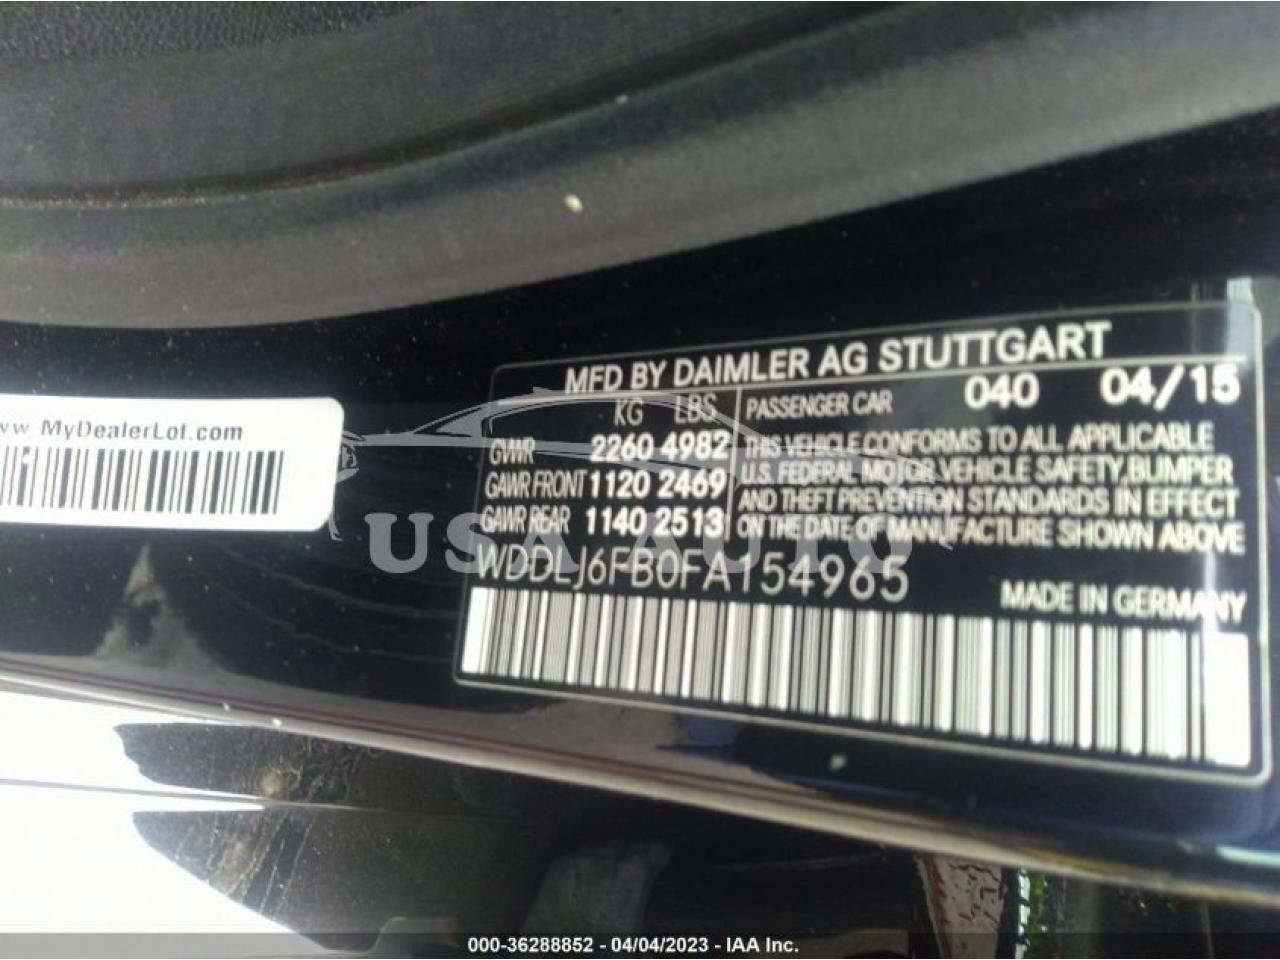 MFD BY DAIMLER AG STUTTGART
KG LBS
PASSENGER CAR 040 04/15
GVWR 2260 4982
GAWR FRONT 1120 2469
GAWR REAR 1140 2513
THIS VEHICLE CONFORMS TO ALL APPLICABLE
U.S. FEDERAL MOTOR VEHICLE SAFETY, BUMPER
AND THEFT PREVENTION STANDARDS IN EFFECT
ON THE DATE OF MANUFACTURE SHOWN ABOVE
WDDLJ6FB0FA154965
MADE IN GERMANY
www MyDealerLot.com
1
USA AUTO
000-36288852 - 04/04/2023 - IAA Inc.